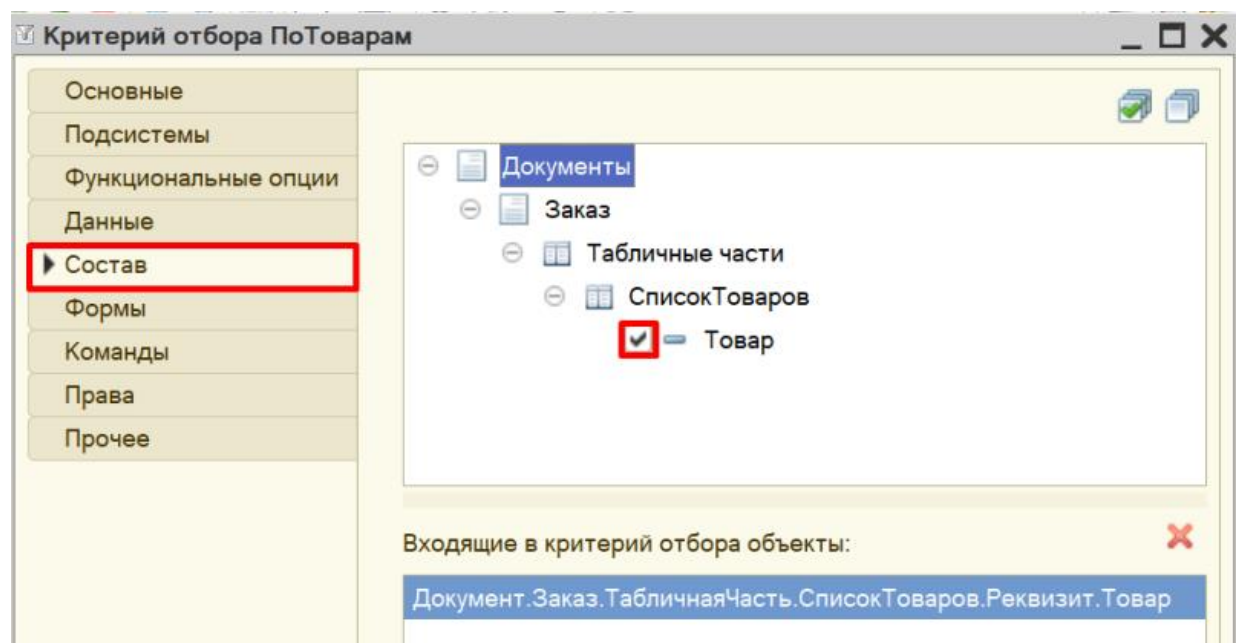 Критерий отбора ПоТоварам
Основные
Подсистемы
Функциональные опции
Данные
Состав
Формы
Команды
Права
Прочее
Документы
Заказ
Табличные части
СписокТоваров
Товар
Входящие в критерий отбора объекты:
Документ.Заказ.ТабличнаяЧасть.СписокТоваров.Реквизит.Товар